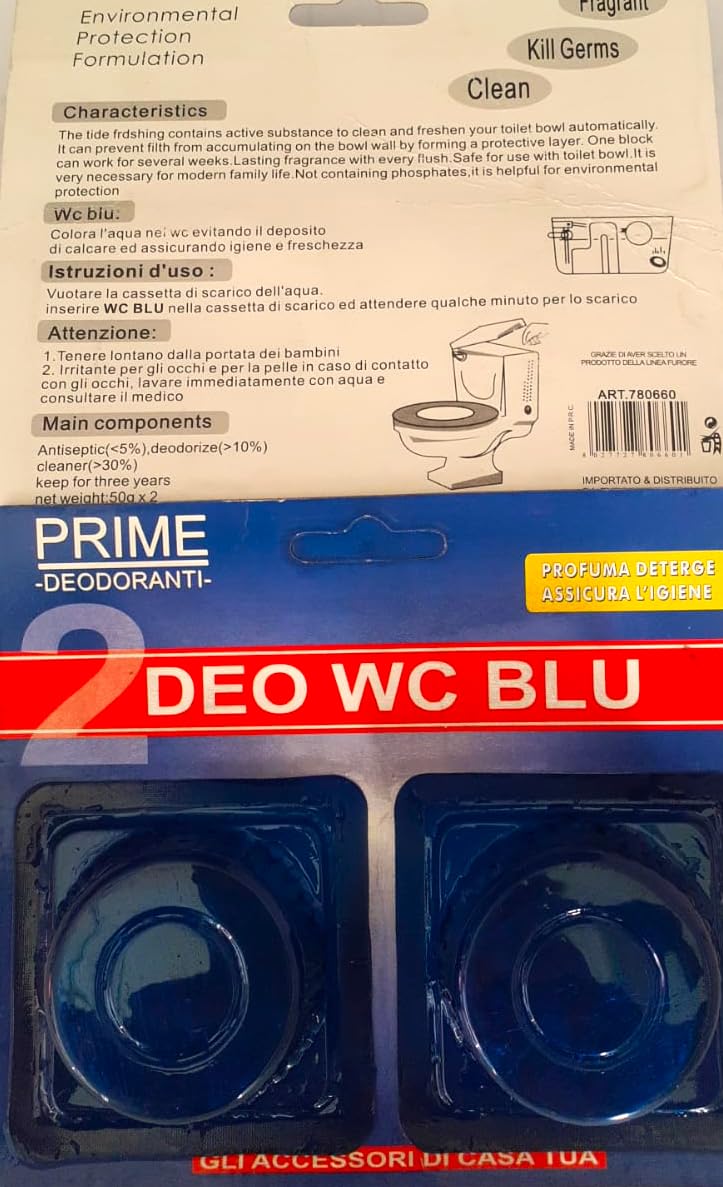 Environmental
Protection
Formulation
Fragrant
Kill Germs
Clean
Characteristics
The tide frdshing contains active substance to clean and freshen your toilet bowl automatically.
It can prevent filth from accumulating on the bowl wall by forming a protective layer. One block
can work for several weeks.Lasting fragrance with every flush.Safe for use with toilet bowl.It is
very necessary for modern family life.Not containing phosphates,it is helpful for environmental
protection
Wc blu:
Colora l'aqua nei wc evitando il deposito
di calcare ed assicurando igiene e freschezza
Istruzioni d'uso :
Vuotare la cassetta di scarico dell'aqua.
inserire WC BLU nella cassetta di scarico ed attendere qualche minuto per lo scarico
Attenzione:
1.Tenere lontano dalla portata dei bambini
2. Irritante per gli occhi e per la pelle in caso di contatto
con gli occhi, lavare immediatamente con aqua e
consultare il medico
Main components
Antiseptic(<5%),deodorize(>10%)
cleaner(>30%)
keep for three years
net weight:50g x 2
GRAZIE DI AVER SCELTO UN
PRODOTTO DELLA LINEA FURORE
ART.780660
MADE IN P.R.C.
IMPORTATO & DISTRIBUITO
PRIME
-DEODORANTI-
PROFUMA DETERGE
ASSICURA L'IGIENE
2 DEO WC BLU
GLI ACCESSORI DI CASA TUA